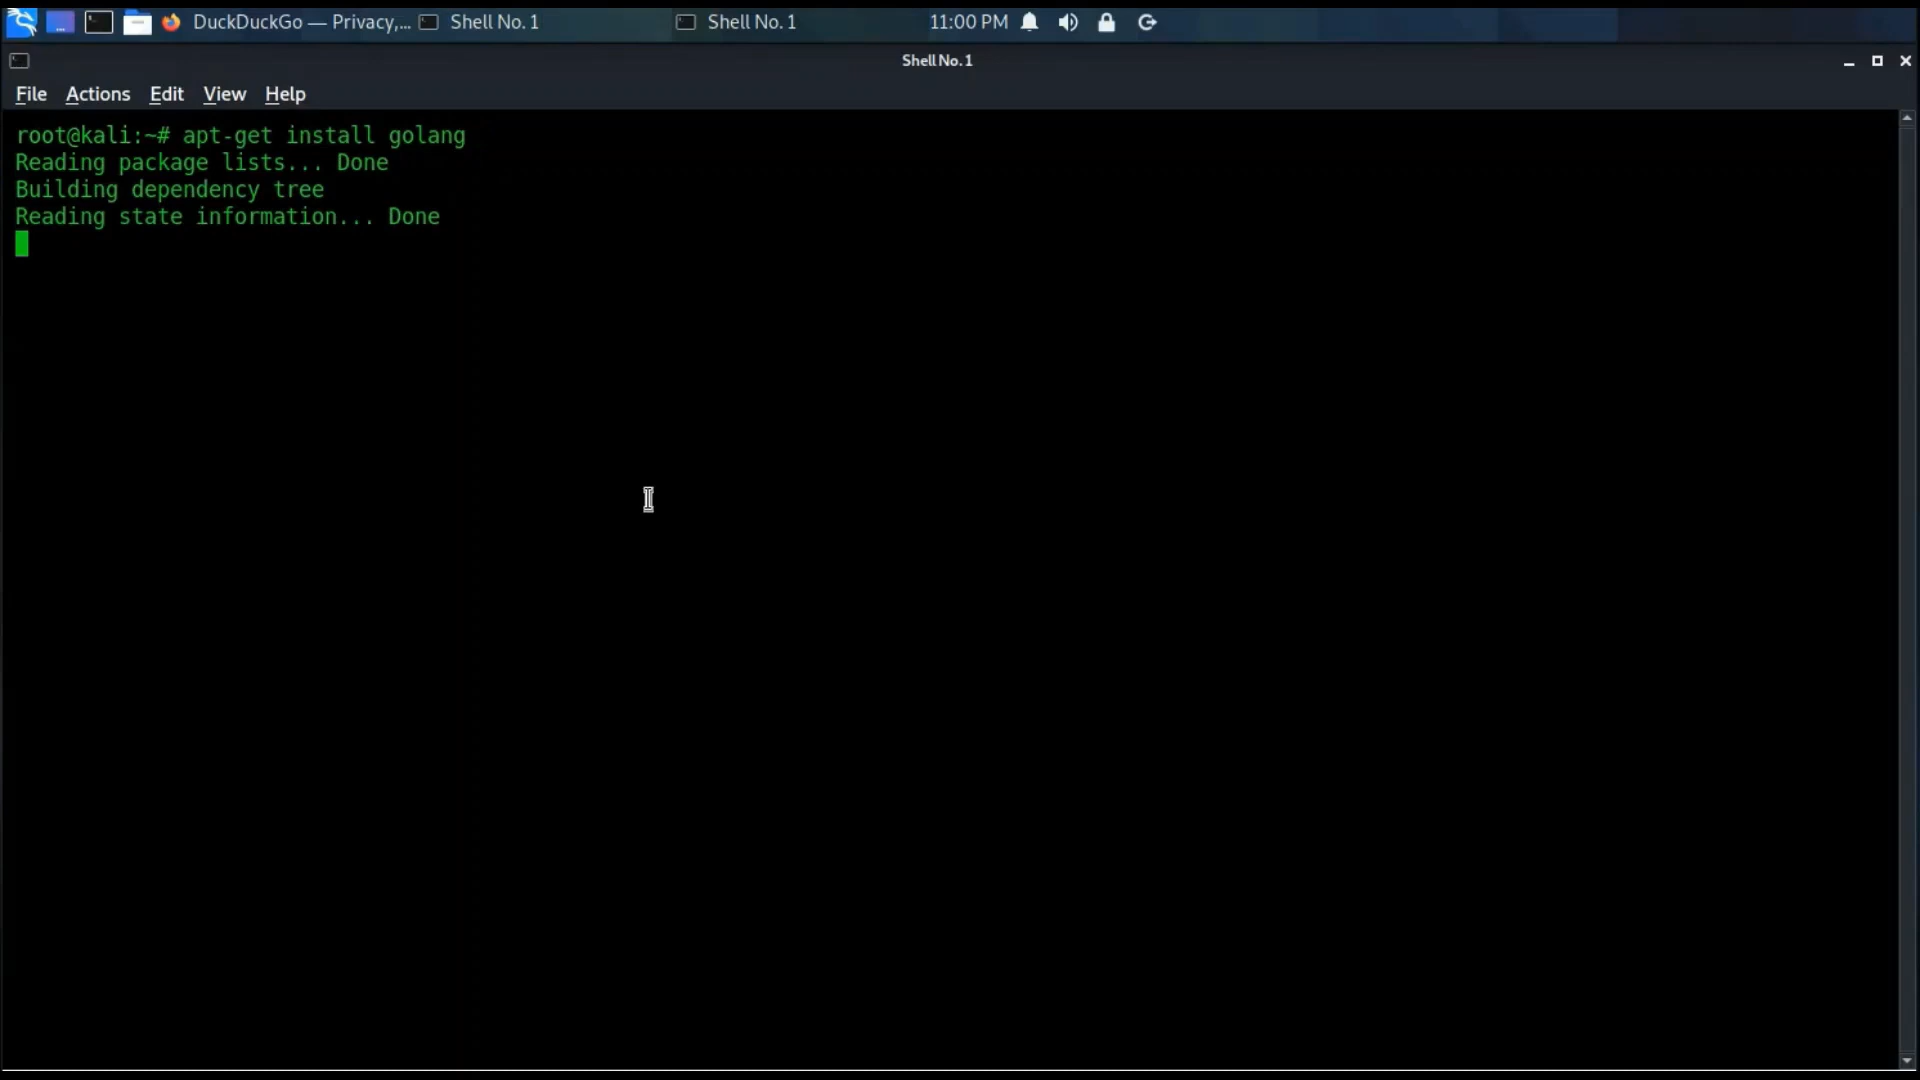 DuckDuckGo — Privacy,... Shell No. 1 Shell No. 1 11:00 PM
Shell No. 1
File Actions Edit View Help
root@kali:~# apt-get install golang
Reading package lists... Done
Building dependency tree
Reading state information... Done